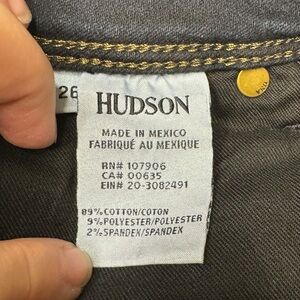 26
HUDSON
MADE IN MEXICO
FABRIQUÉ AU MEXIQUE
RN# 107906
CA# 00635
EIN# 20-3082491
89% COTTON/COTON
9% POLYESTER/POLYESTER
2% SPANDEX/SPANDEX